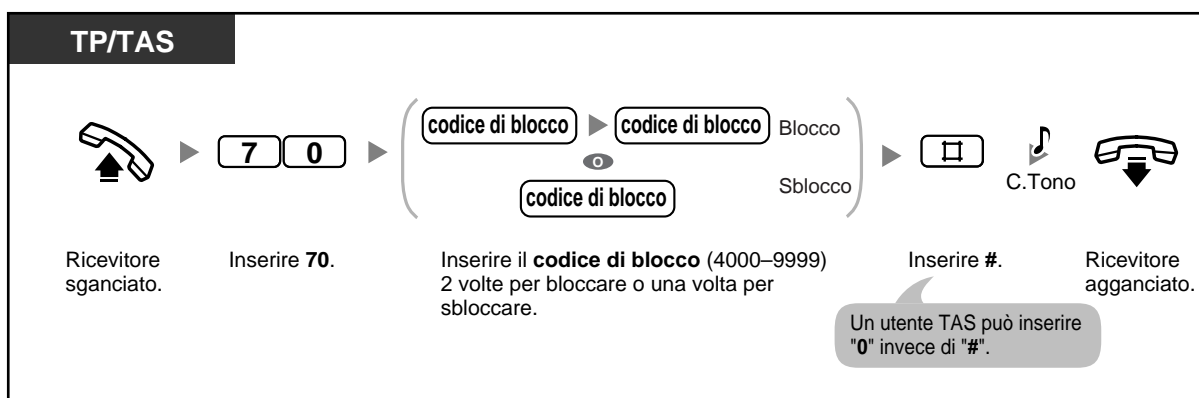 TP/TAS
7 0
codice di blocco codice di blocco Blocco
o
codice di blocco Sblocco
#
C.Tono
Ricevitore
sganciato.
Inserire 70.
Inserire il codice di blocco (4000–9999)
2 volte per bloccare o una volta per
sbloccare.
Inserire #.
Ricevitore
agganciato.
Un utente TAS può inserire
"0" invece di "#".